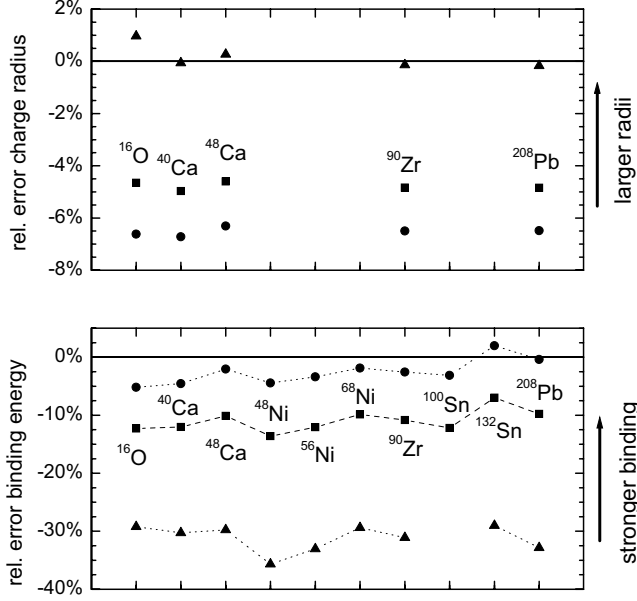 2%
0%
-2%
-4%
-6%
-8%
rel. error charge radius
¹⁶O
⁴⁰Ca
⁴⁸Ca
⁹⁰Zr
²⁰⁸Pb
larger radii
0%
-10%
-20%
-30%
-40%
rel. error binding energy
¹⁶O
⁴⁰Ca
⁴⁸Ca
⁴⁸Ni
⁵⁶Ni
⁶⁸Ni
⁹⁰Zr
¹⁰⁰Sn
¹³²Sn
²⁰⁸Pb
stronger binding